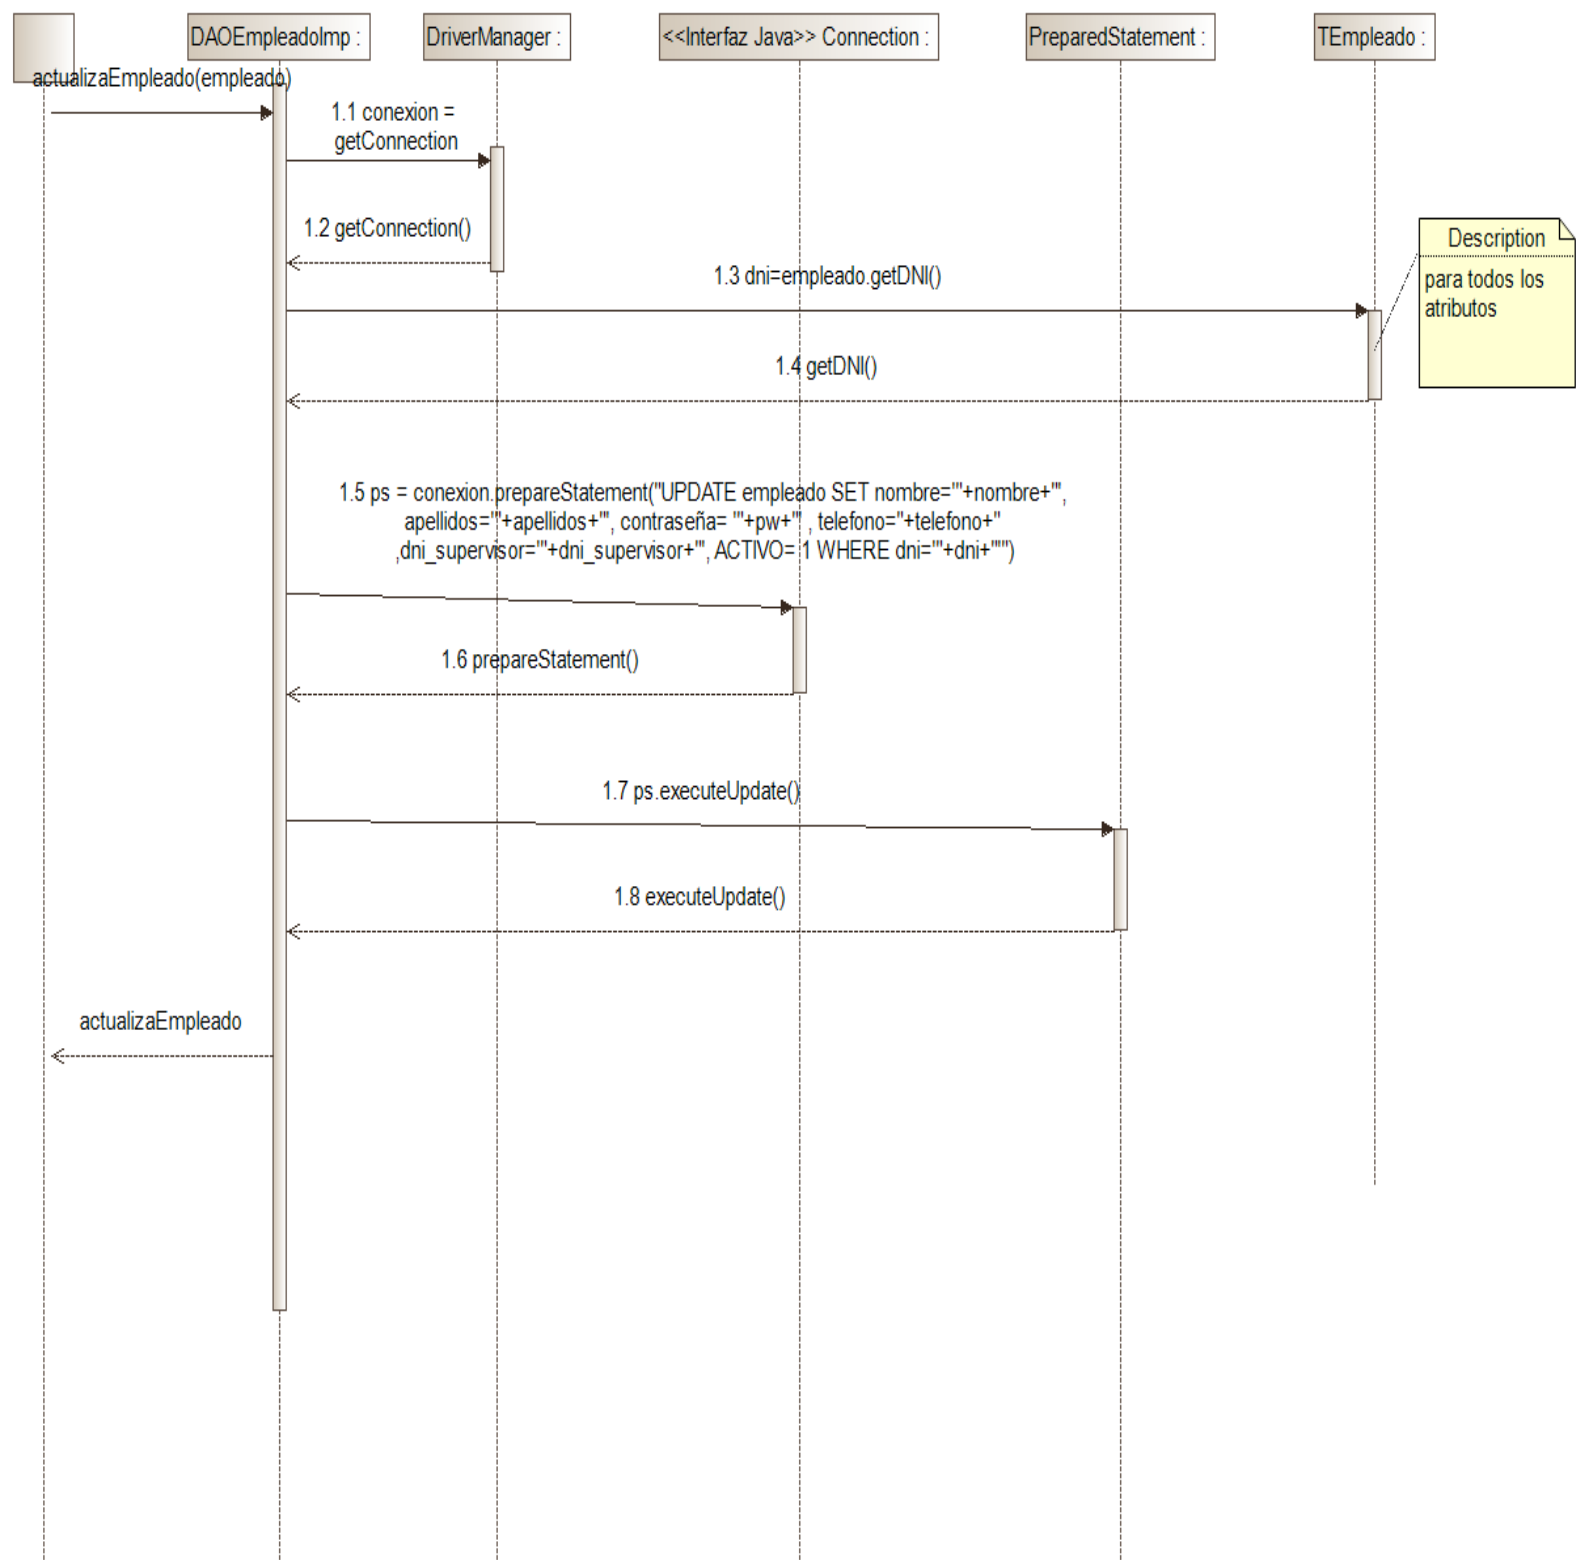 DAOEmpleadoImp :
DriverManager :
<<Interfaz Java>> Connection :
PreparedStatement :
TEmpleado :
actualizaEmpleado(empleado)
1.1 conexion =
getConnection
1.2 getConnection()
Description
para todos los
atributos
1.3 dni=empleado.getDNI()
1.4 getDNI()
1.5 ps = conexion.prepareStatement("UPDATE empleado SET nombre='"+nombre+"',
apellidos='"+apellidos+"', contraseña= '"+pw+"' , telefono="+telefono+"
,dni_supervisor='"+dni_supervisor+"', ACTIVO= 1 WHERE dni='"+dni+"'")
1.6 prepareStatement()
1.7 ps.executeUpdate()
1.8 executeUpdate()
actualizaEmpleado